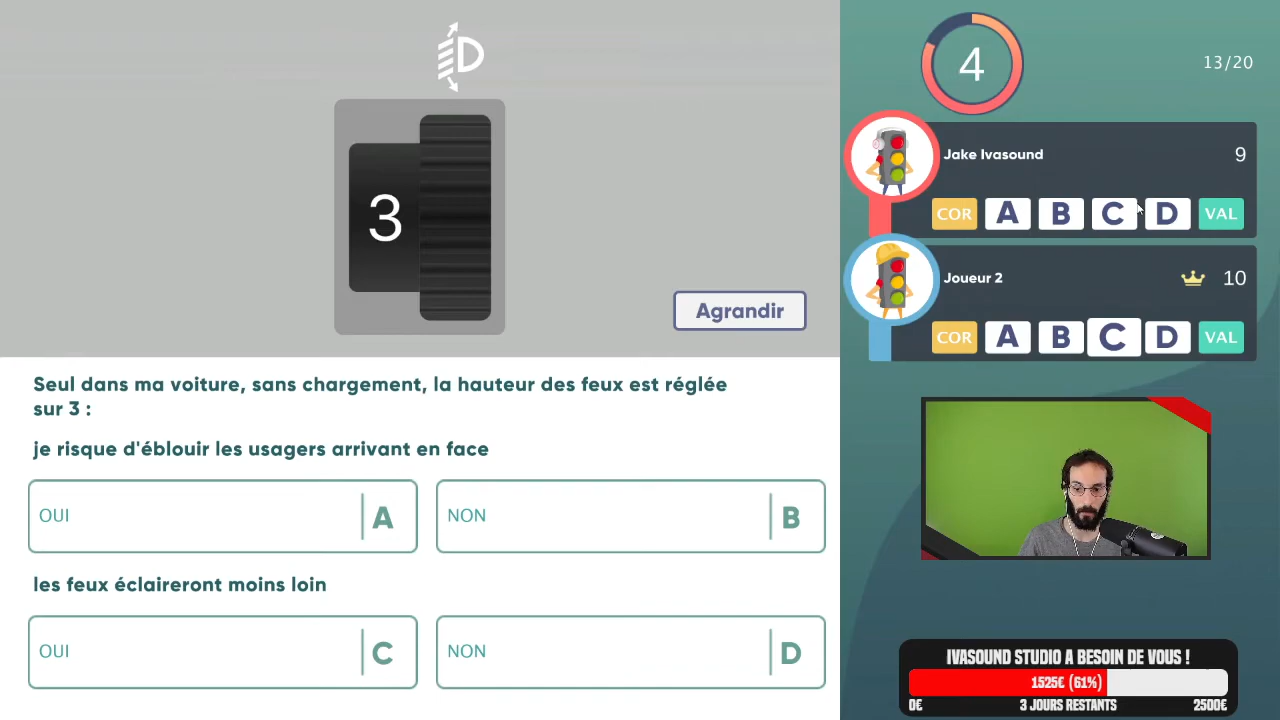 3
Agrandir
Seul dans ma voiture, sans chargement, la hauteur des feux est réglée
sur 3 :
je risque d'éblouir les usagers arrivant en face
OUI A
NON B
les feux éclaireront moins loin
OUI C
NON D
4
13/20
Jake Ivasound 9
COR A B C D VAL
Joueur 2 10
COR A B C D VAL
IVASOUND STUDIO A BESOIN DE VOUS !
1525€ (61%)
0€ 3 JOURS RESTANTS 2500€